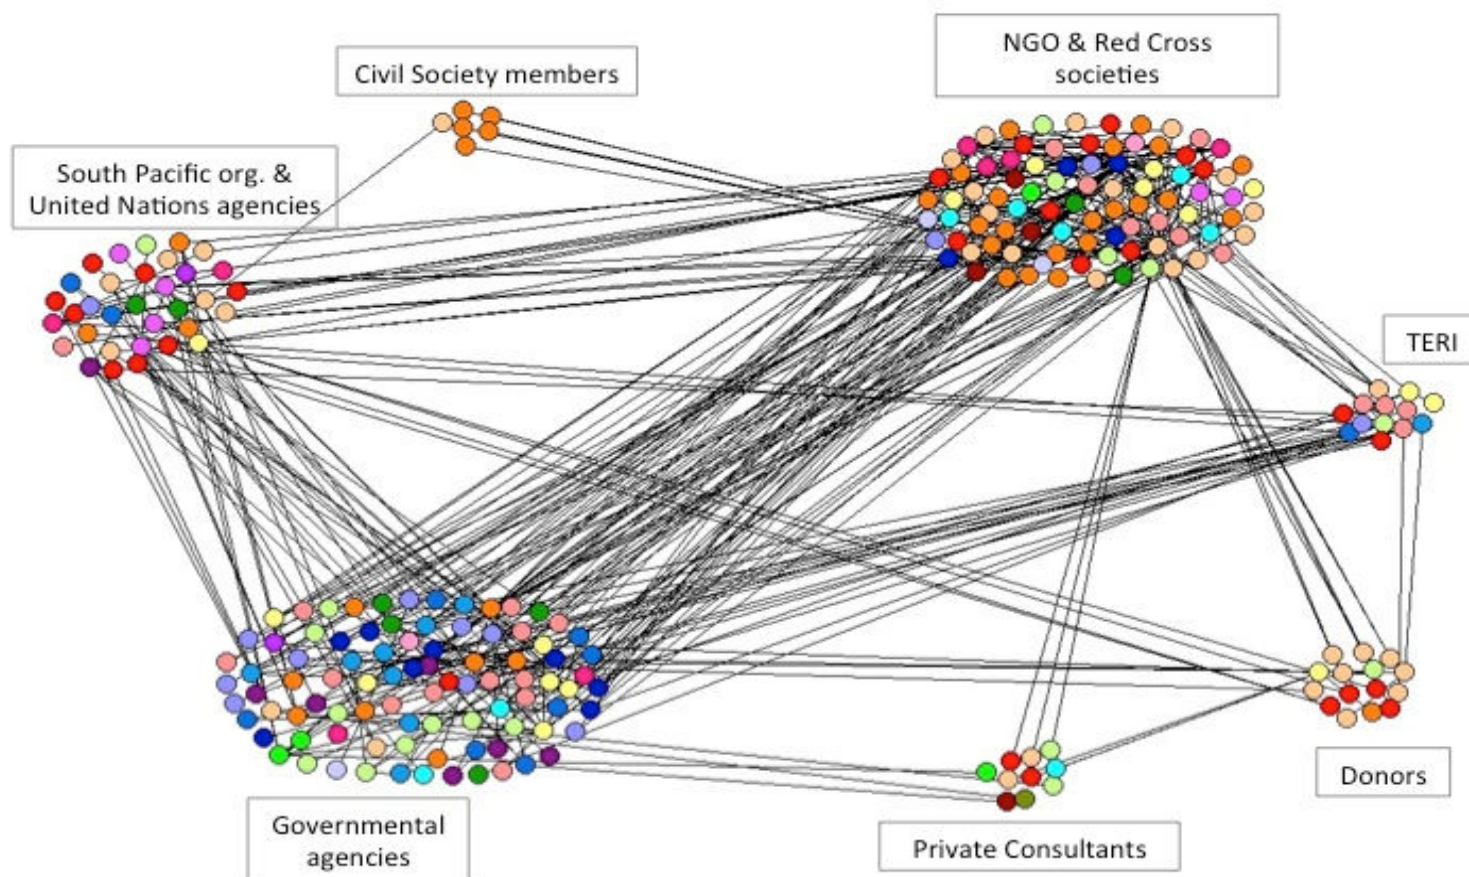 NGO & Red Cross
societies
Civil Society members
South Pacific org. &
United Nations agencies
TERI
Donors
Governmental
agencies
Private Consultants